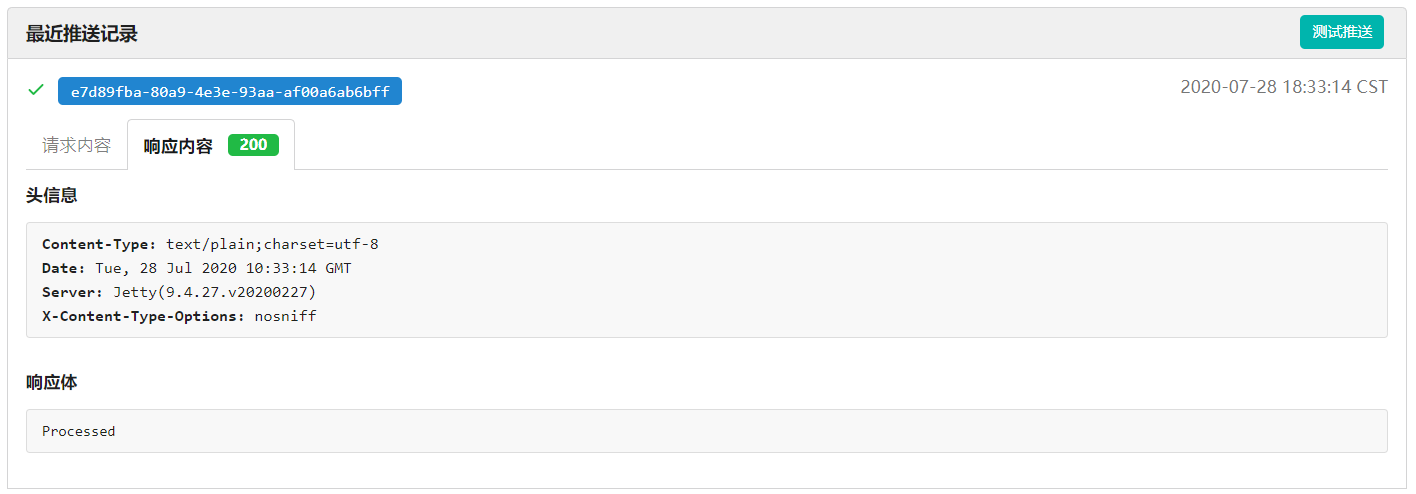 最近推送记录
测试推送
e7d89fba-80a9-4e3e-93aa-af00a6ab6bff
2020-07-28 18:33:14 CST
请求内容
响应内容 200
头信息
Content-Type: text/plain;charset=utf-8
Date: Tue, 28 Jul 2020 10:33:14 GMT
Server: Jetty(9.4.27.v20200227)
X-Content-Type-Options: nosniff
响应体
Processed